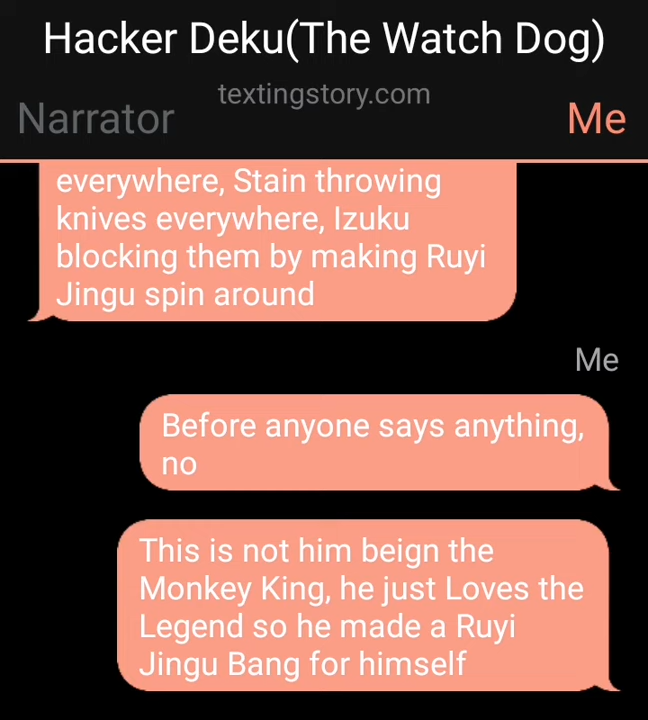 Hacker Deku(The Watch Dog)
textingstory.com
Narrator
Me
everywhere, Stain throwing
knives everywhere, Izuku
blocking them by making Ruyi
Jingu spin around
Me
Before anyone says anything,
no
This is not him beign the
Monkey King, he just Loves the
Legend so he made a Ruyi
Jingu Bang for himself